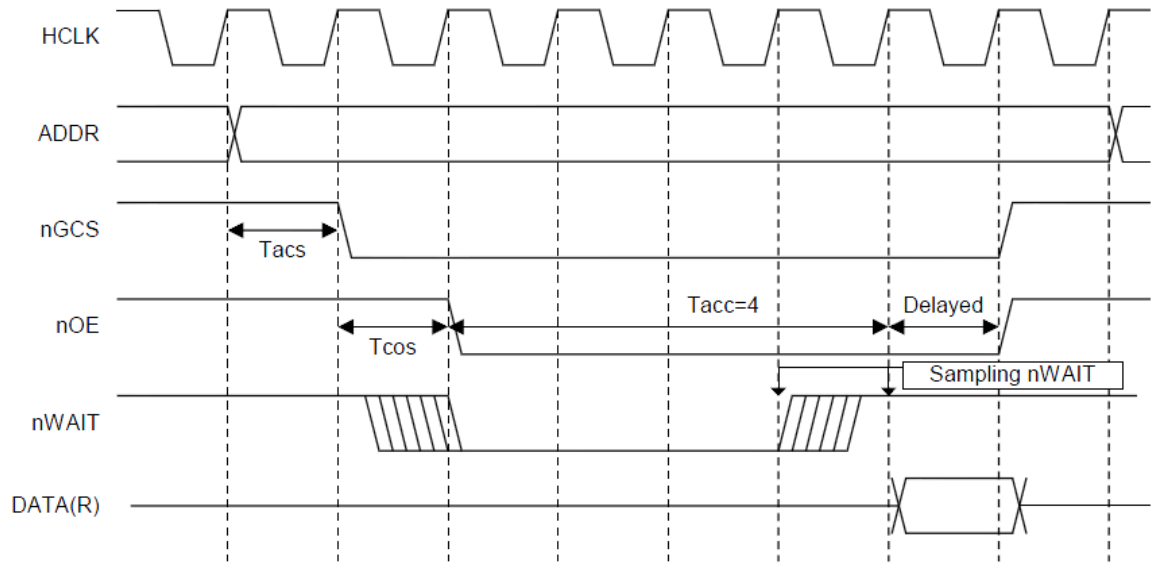 HCLK
ADDR
nGCS
Tacs
nOE
Tacc=4
Delayed
Tcos
Sampling nWAIT
nWAIT
DATA(R)